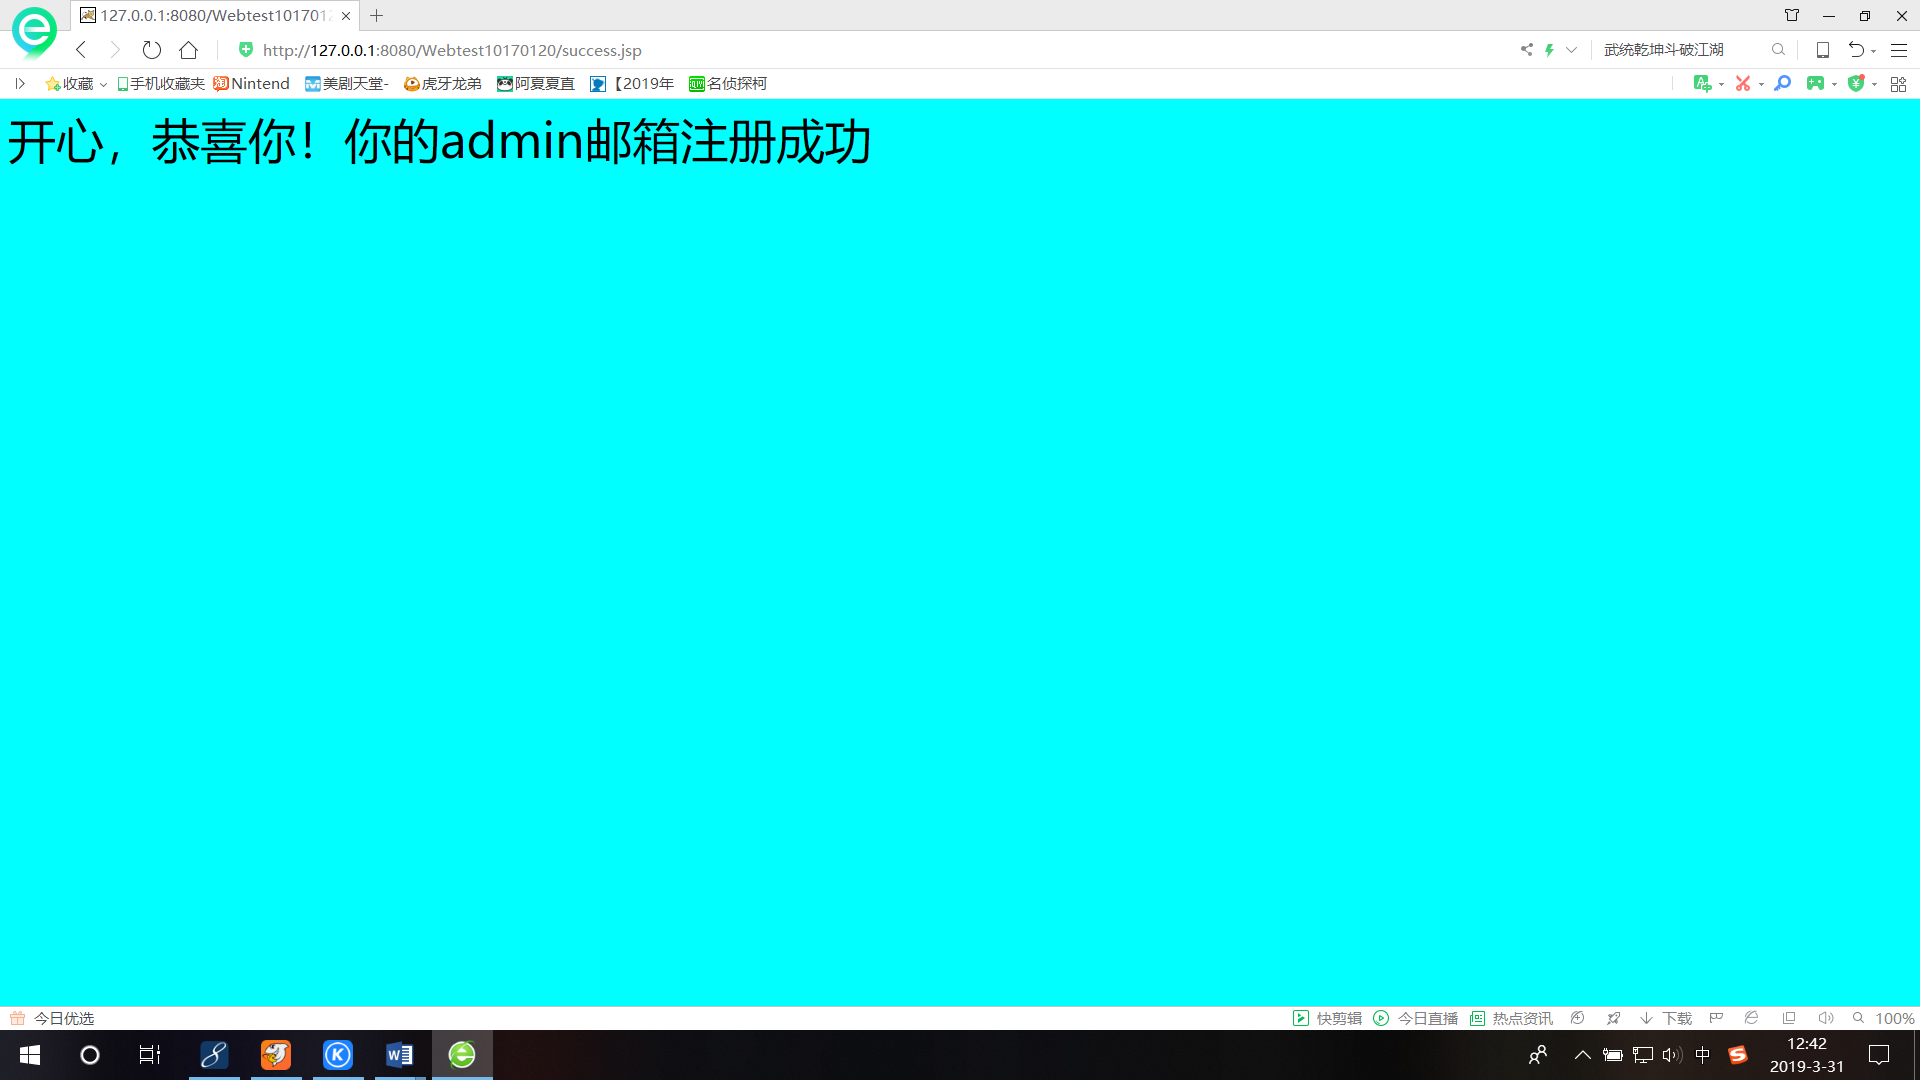 127.0.0.1:8080/Webtest1017012
http://127.0.0.1:8080/Webtest10170120/success.jsp
武统乾坤斗破江湖
收藏 手机收藏夹 Nintend 美剧天堂- 虎牙龙弟 阿夏夏直 【2019年 名侦探柯
开心，恭喜你！你的admin邮箱注册成功
今日优选 快剪辑 今日直播 热点资讯 下载 100%
中 12:42
2019-3-31